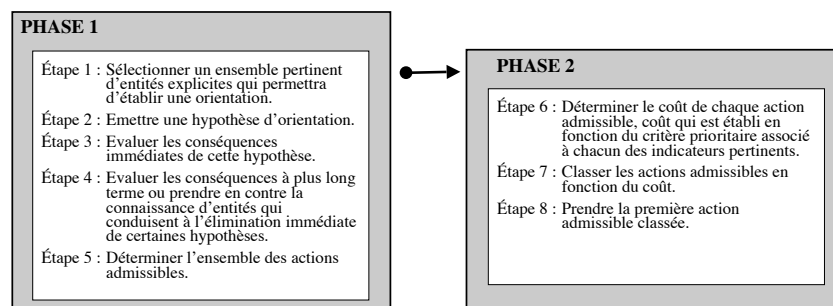 PHASE 1
Étape 1 : Sélectionner un ensemble pertinent
d'entités explicites qui permettra
d'établir une orientation.
Étape 2 : Emettre une hypothèse d'orientation.
Étape 3 : Evaluer les conséquences
immédiates de cette hypothèse.
Étape 4 : Evaluer les conséquences à plus long
terme ou prendre en contre la
connaissance d'entités qui
conduisent à l'élimination immédiate
de certaines hypothèses.
Étape 5 : Déterminer l'ensemble des actions
admissibles.
PHASE 2
Étape 6 : Déterminer le coût de chaque action
admissible, coût qui est établi en
fonction du critère prioritaire associé
à chacun des indicateurs pertinents.
Étape 7 : Classer les actions admissibles en
fonction du coût.
Étape 8 : Prendre la première action
admissible classée.